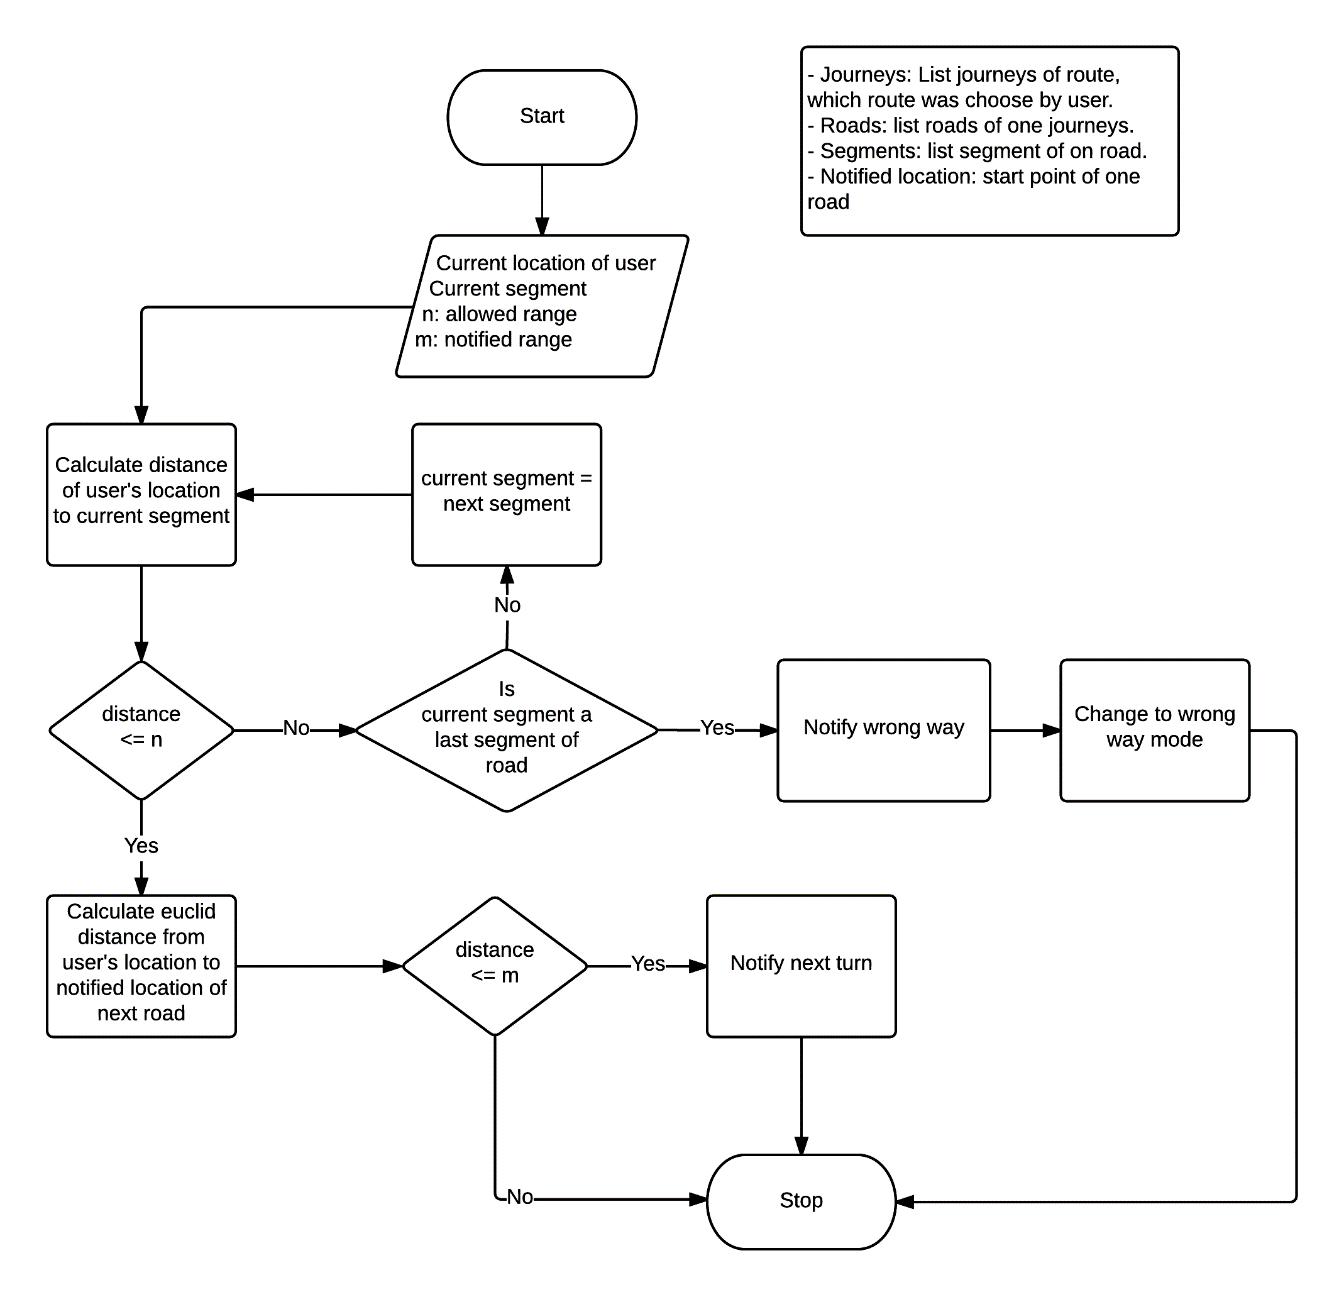 Start
- Journeys: List journeys of route,
which route was choose by user.
- Roads: list roads of one journeys.
- Segments: list segment of on road.
- Notified location: start point of one
road
Current location of user
Current segment
n: allowed range
m: notified range
Calculate distance
of user's location
to current segment
current segment =
next segment
No
distance
<= n
No
Is
current segment a
last segment of
road
Yes
Notify wrong way
Change to wrong
way mode
Yes
Calculate euclid
distance from
user's location to
notified location of
next road
distance
<= m
Yes
Notify next turn
No
Stop